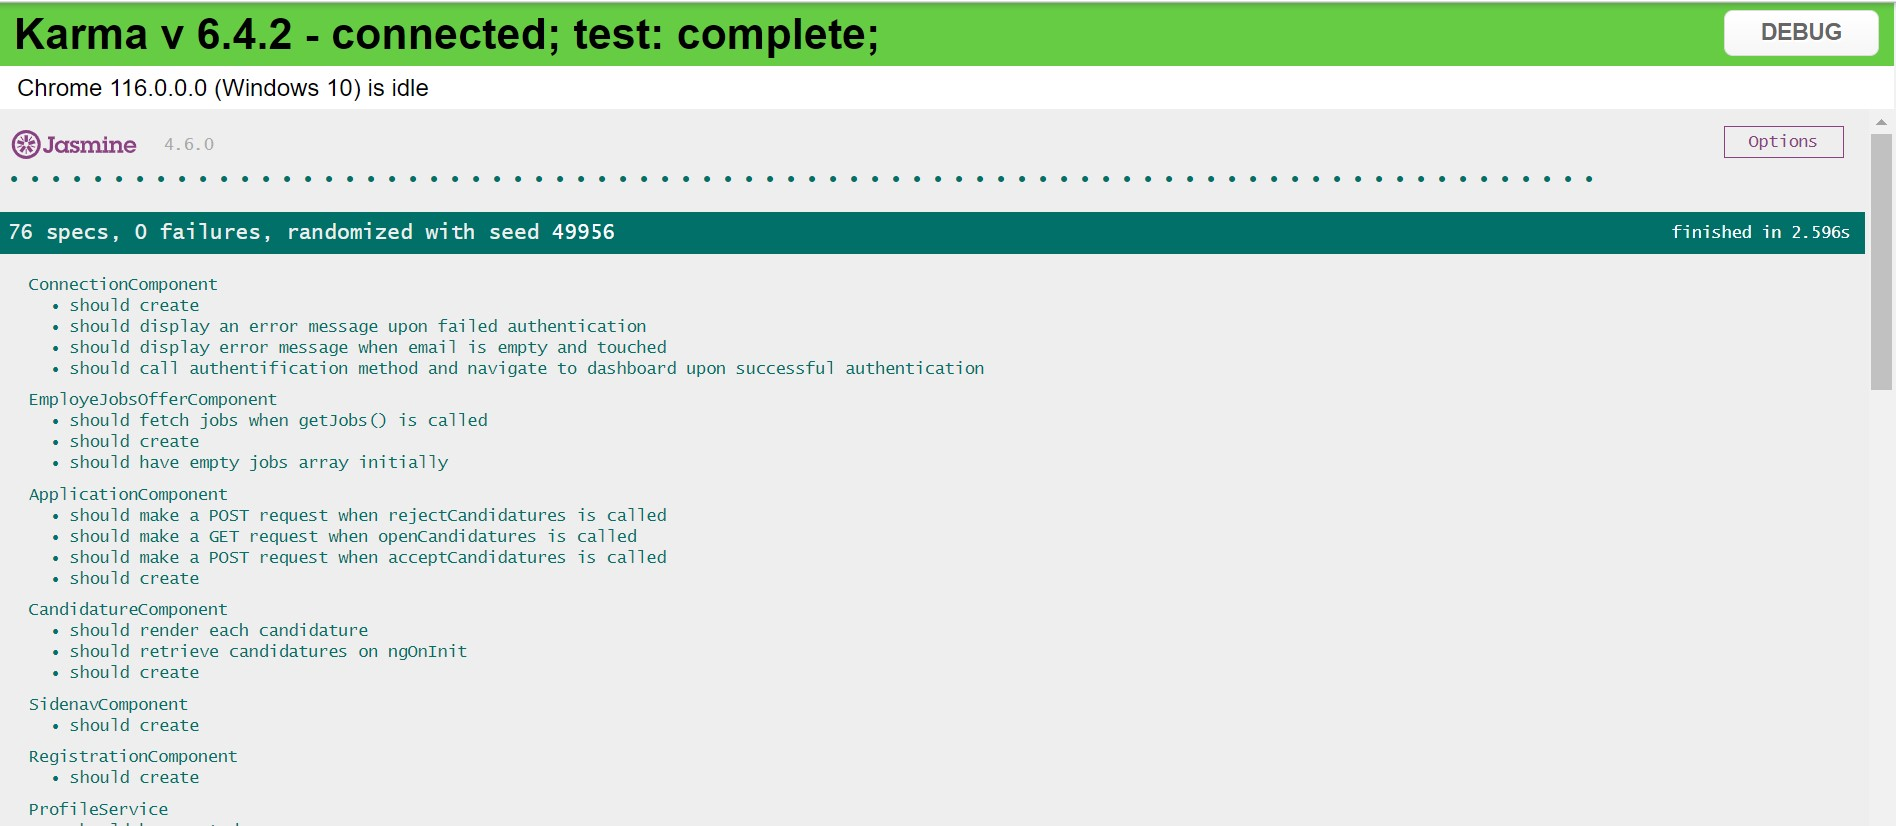 Karma v 6.4.2 - connected; test: complete;
DEBUG
Chrome 116.0.0.0 (Windows 10) is idle
Jasmine 4.6.0
Options
76 specs, 0 failures, randomized with seed 49956
finished in 2.596s
ConnectionComponent
• should create
• should display an error message upon failed authentication
• should display error message when email is empty and touched
• should call authentification method and navigate to dashboard upon successful authentication
EmployeJobsOfferComponent
• should fetch jobs when getJobs() is called
• should create
• should have empty jobs array initially
ApplicationComponent
• should make a POST request when rejectCandidatures is called
• should make a GET request when openCandidatures is called
• should make a POST request when acceptCandidatures is called
• should create
CandidatureComponent
• should render each candidature
• should retrieve candidatures on ngOnInit
• should create
SidenavComponent
• should create
RegistrationComponent
• should create
ProfileService